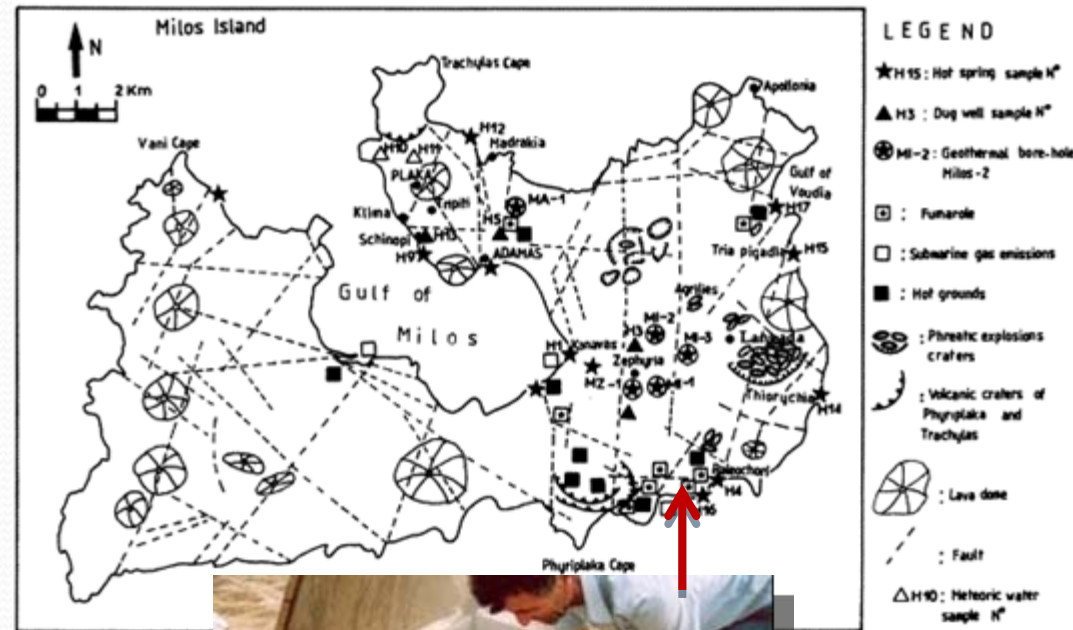 Milos Island
N
0 1 2 Km
Trachylas Cape
Apollonia
Vani Cape
H12
Madrakia
H10 H11
PLAKA
Tripiti
MA-1
Klima
H5
Schinopi
H9
ADAMAS
Gulf of
Voudia
H17
Tria pigadia
H15
Gulf of
Milos
Agrilies
MI-2
H3
MI-3
H1 Kanavas
Zephyria
MZ-1
MI-1
Thiorychia
H14
Paleochori
H4
H16
Phyriplaka Cape
LEGEND
H15 : Hot spring sample N°
H3 : Dug well sample N°
MI-2 : Geothermal bore-hole
Milos-2
: Fumarole
: Submarine gas emissions
: Hot grounds
: Phreatic explosions
craters
: Volcanic craters of
Phyriplaka and
Trachylas
: Lava dome
: Fault
H10 : Meteoric water
sample N°